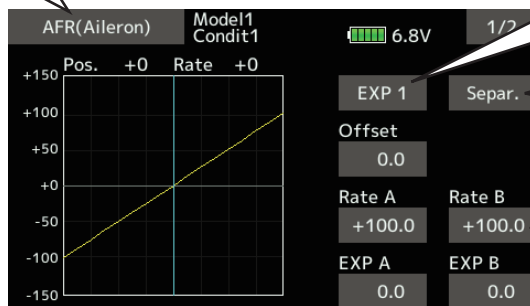 AFR(Aileron) Model1 6.8V 1/2
Condit1
Pos. +0 Rate +0
+150
EXP 1 Separ.
+100
Offset
+50
0.0
+0
Rate A Rate B
-50
+100.0 +100.0
-100
EXP A EXP B
-150
0.0 0.0